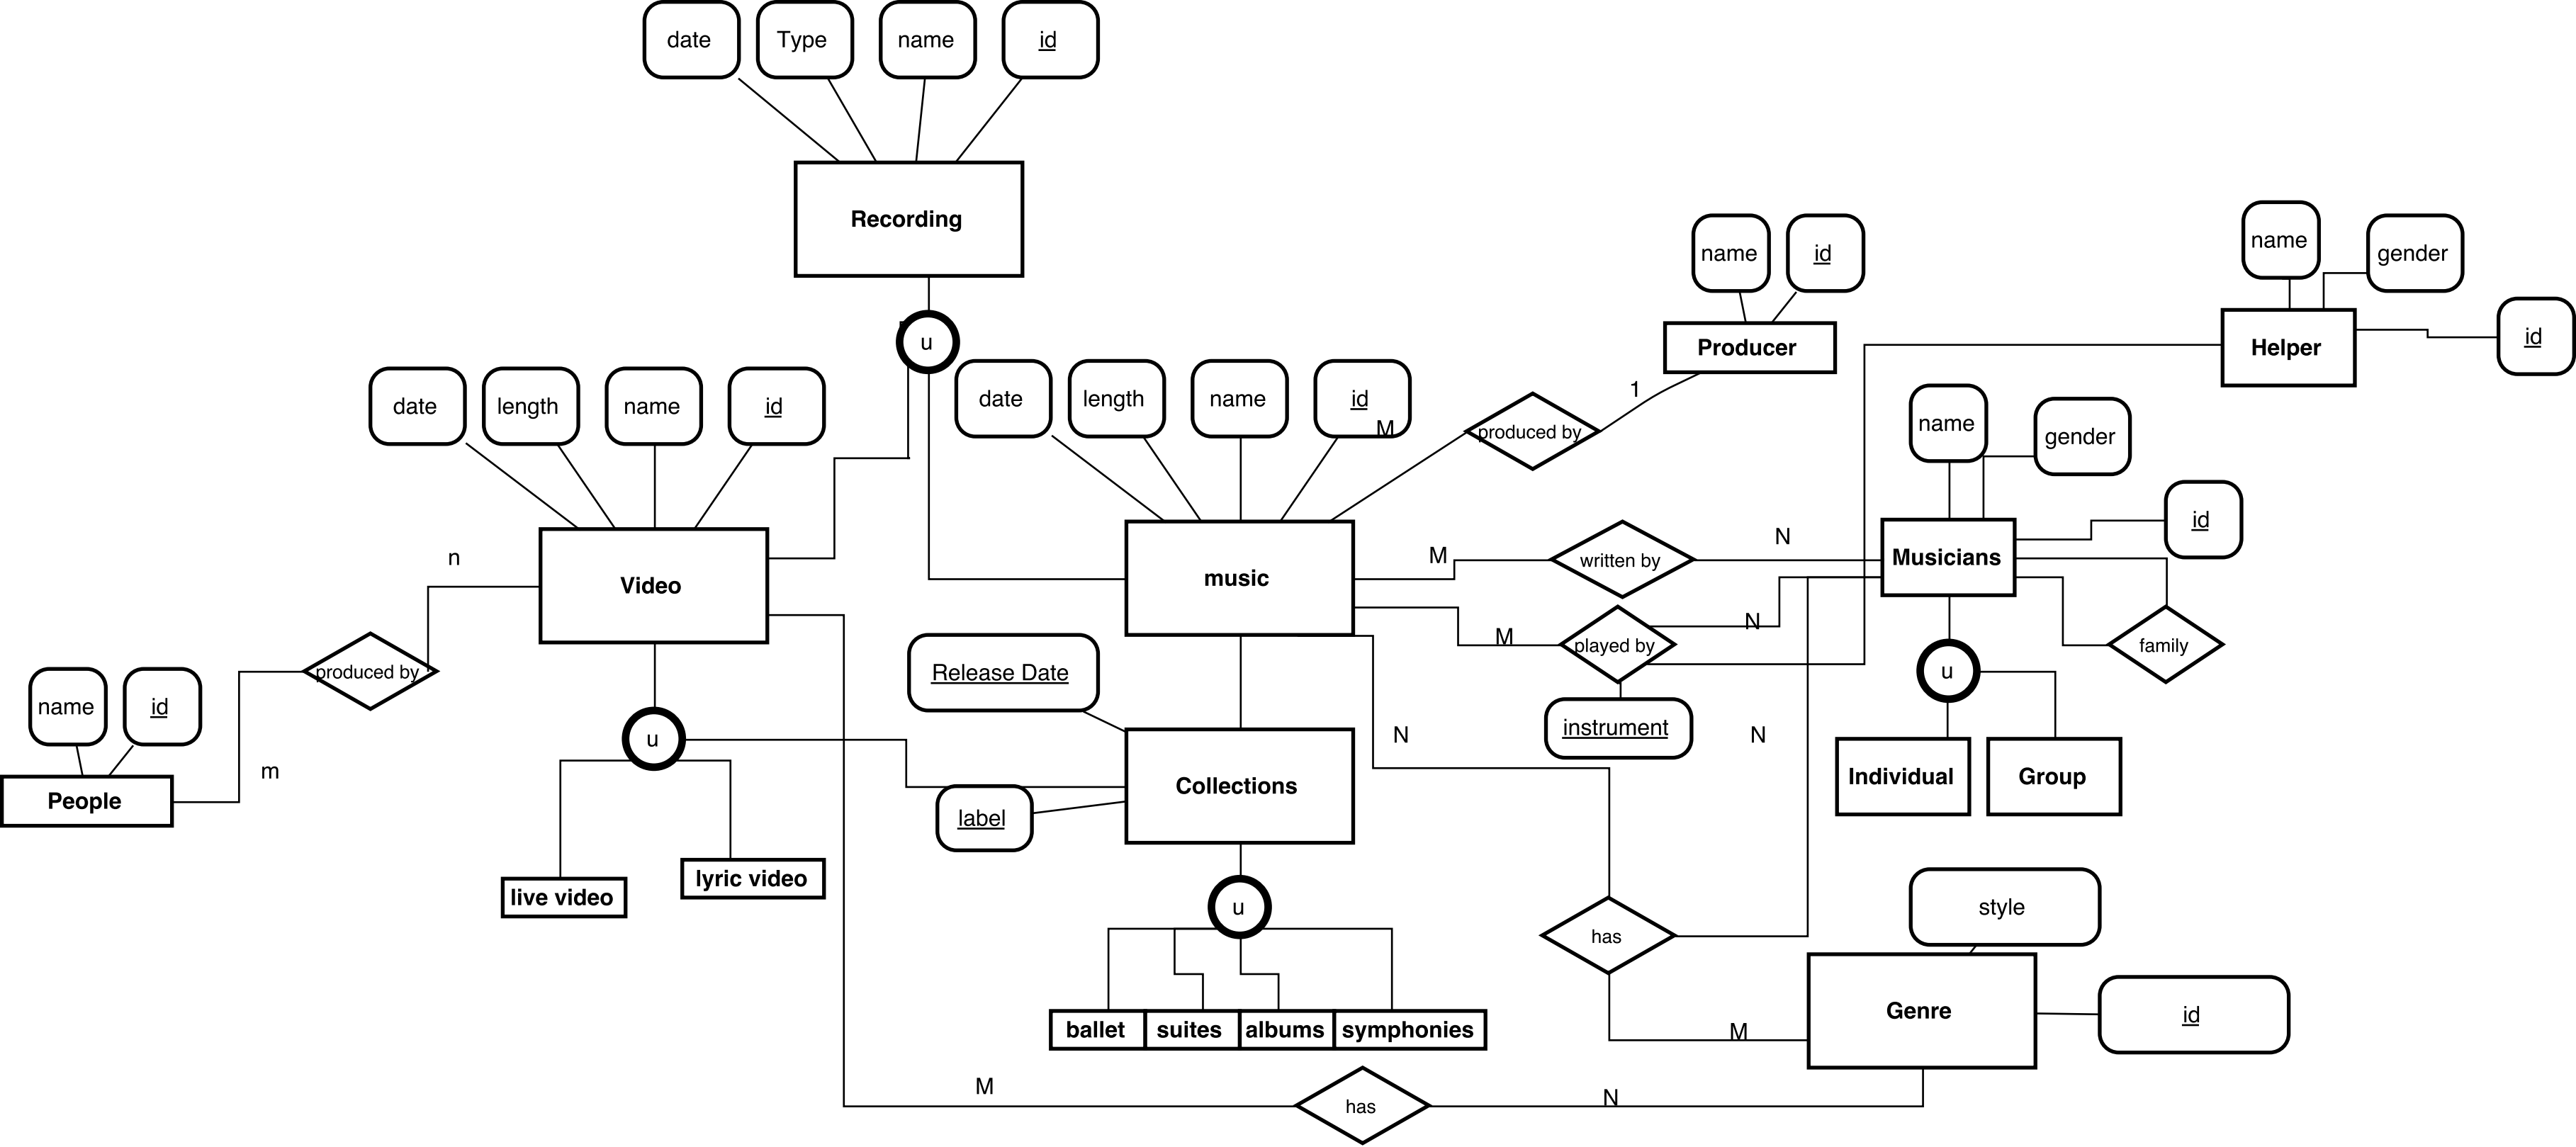 date
Type
name
id
Recording
u
name
id
Producer
name
gender
id
Helper
date
length
name
id
date
length
name
id
M
produced by
1
name
gender
id
Musicians
family
n
Video
music
M
written by
N
M
played by
N
instrument
u
Individual
Group
produced by
name
id
m
People
u
live video
lyric video
Release Date
Collections
label
N
N
u
ballet
suites
albums
symphonies
has
style
Genre
id
M
M
has
N